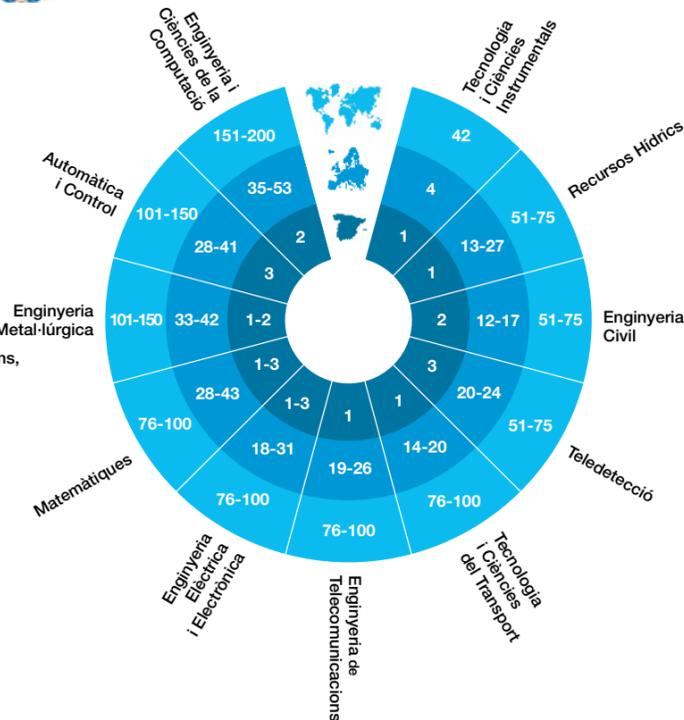 Tecnologia
i Ciències
Instrumentals
42
4
1
Recursos Hídrics
51-75
13-27
1
Enginyeria
Civil
51-75
12-17
2
Teledetecció
51-75
20-24
3
Tecnologia
i Ciències
del Transport
76-100
14-20
1
Enginyeria de
Telecomunicacions
76-100
19-26
1
Enginyeria
Elèctrica
i Electrònica
76-100
18-31
1-3
Matemàtiques
76-100
28-43
1-3
Enginyeria
Metal·lúrgica
ns,
101-150
33-42
1-2
Automàtica
i Control
101-150
28-41
3
Enginyeria i
Ciències de la
Computació
151-200
35-53
2